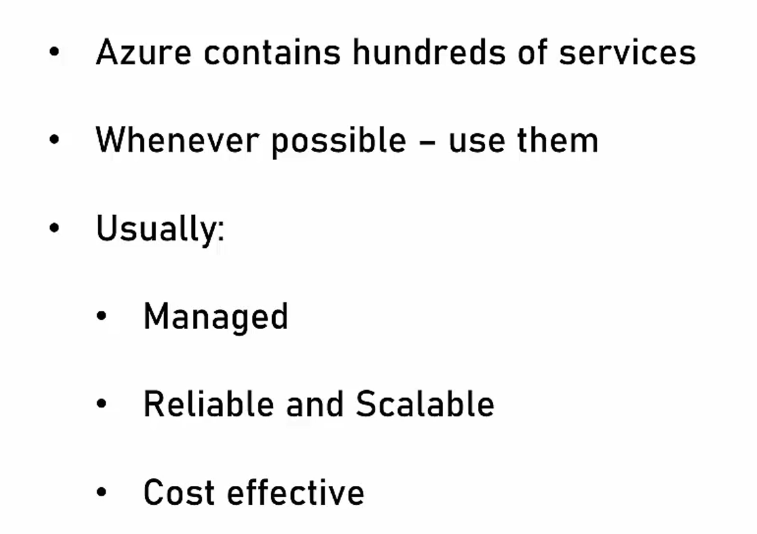 • Azure contains hundreds of services
• Whenever possible – use them
• Usually:
• Managed
• Reliable and Scalable
• Cost effective